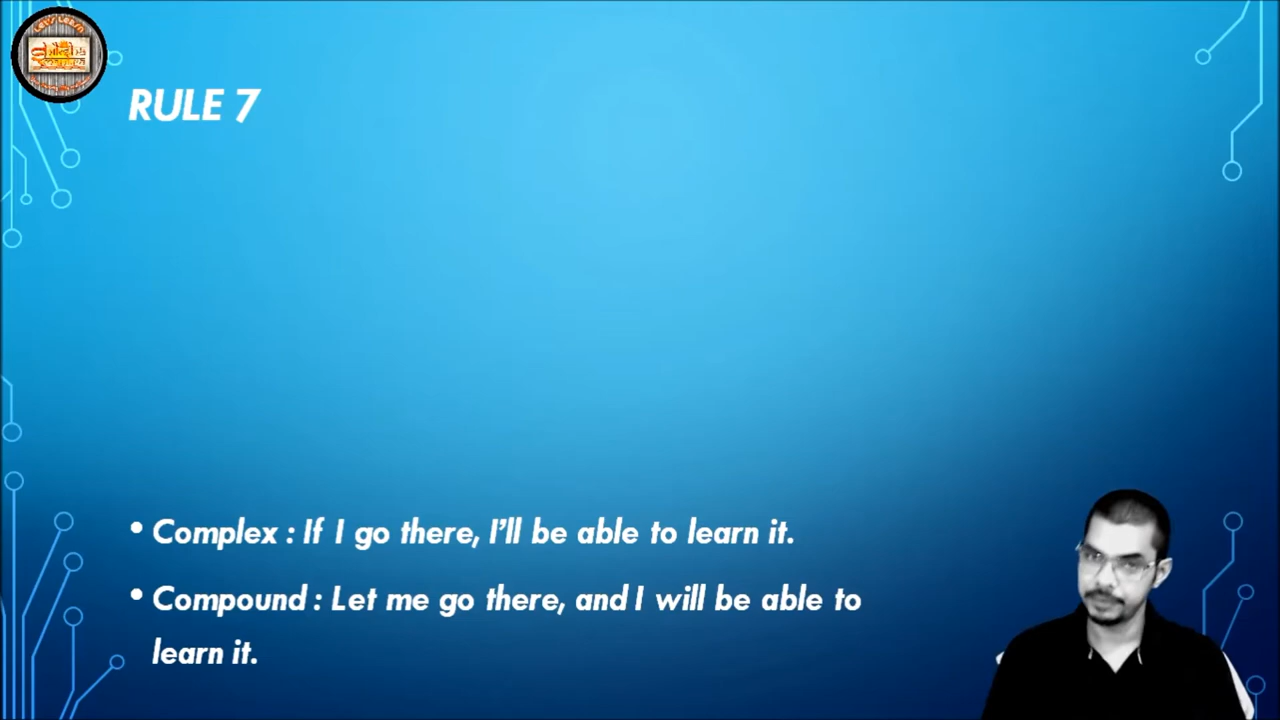 RULE 7
• Complex : If I go there, I'll be able to learn it.
• Compound : Let me go there, and I will be able to
learn it.